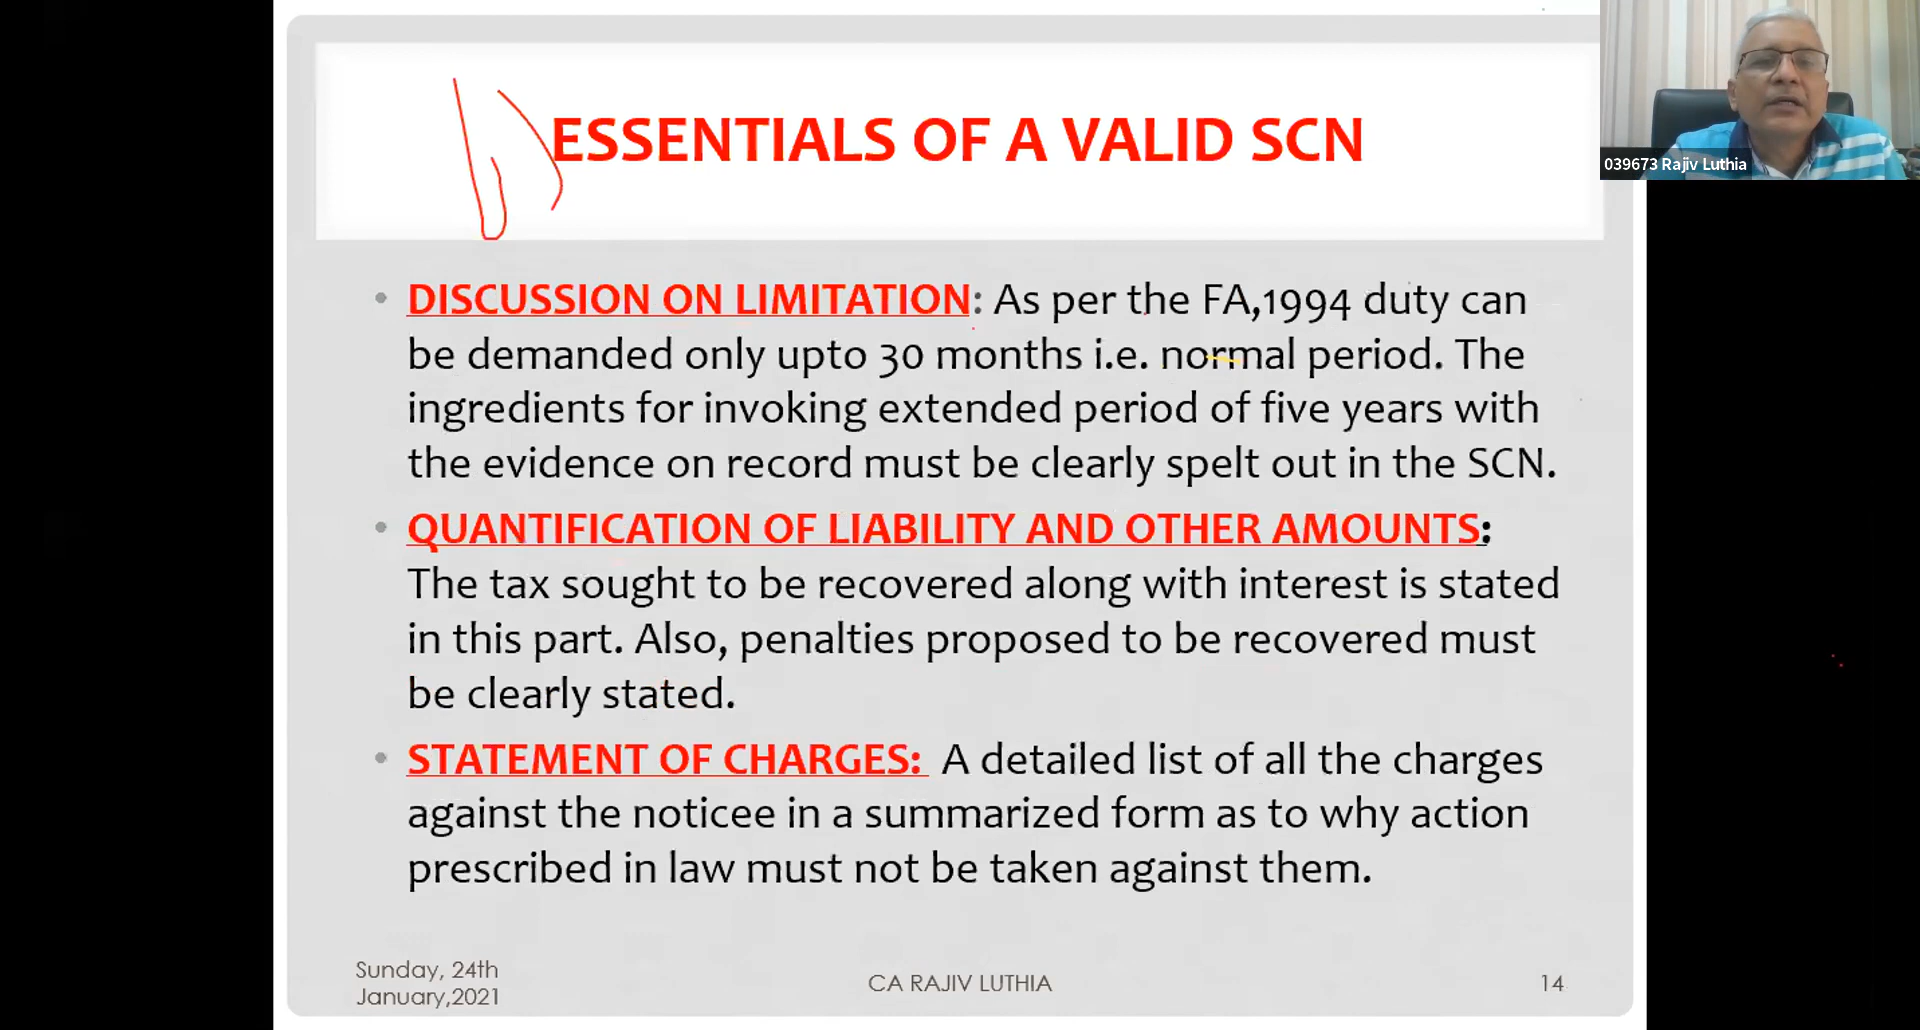 ESSENTIALS OF A VALID SCN
039673 Rajiv Luthia
• DISCUSSION ON LIMITATION: As per the FA,1994 duty can
be demanded only upto 30 months i.e. normal period. The
ingredients for invoking extended period of five years with
the evidence on record must be clearly spelt out in the SCN.
• QUANTIFICATION OF LIABILITY AND OTHER AMOUNTS:
The tax sought to be recovered along with interest is stated
in this part. Also, penalties proposed to be recovered must
be clearly stated.
• STATEMENT OF CHARGES: A detailed list of all the charges
against the noticee in a summarized form as to why action
prescribed in law must not be taken against them.
Sunday, 24th
January,2021
CA RAJIV LUTHIA
14